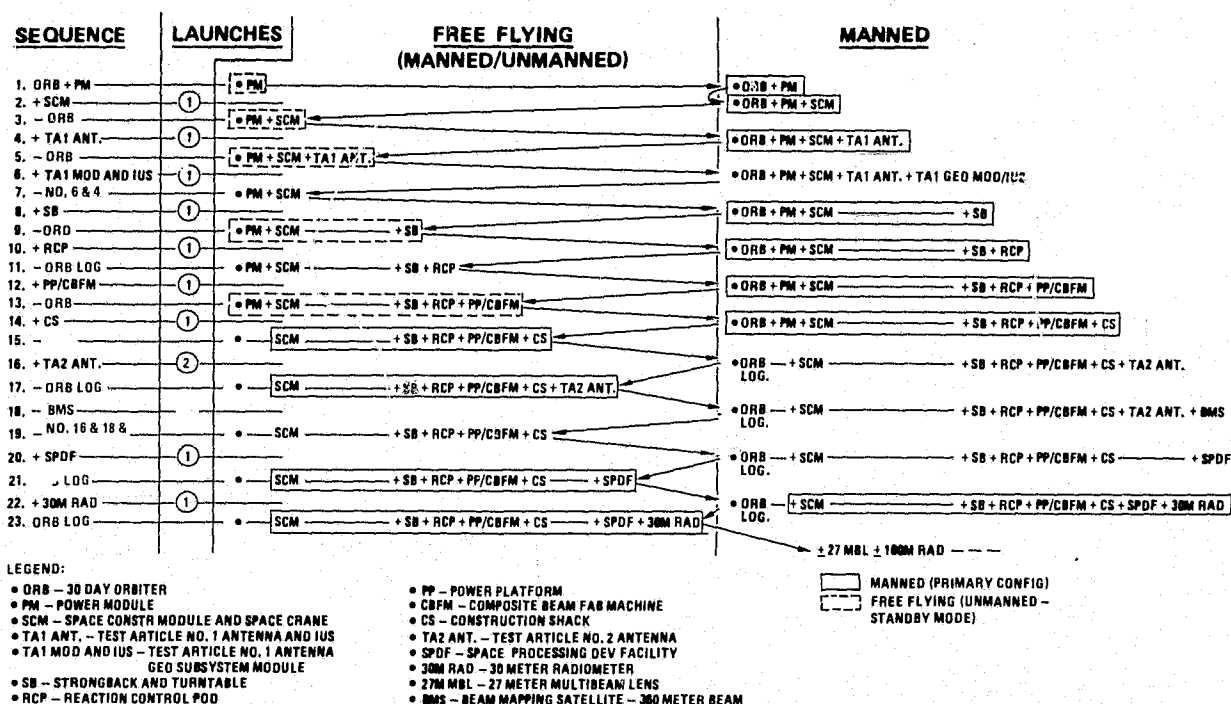 SEQUENCE LAUNCHES FREE FLYING MANNED
(MANNED/UNMANNED)
1. ORB + PM • PM • ORB + PM
2. + SCM 1 • ORB + PM + SCM
3. - ORB • PM + SCM
4. + TA1 ANT. 1 • ORB + PM + SCM + TA1 ANT.
5. - ORB • PM + SCM + TA1 ANT.
6. + TA1 MOD AND IUS 1 • ORB + PM + SCM + TA1 ANT. + TA1 GEO MOD/IUS
7. - NO. 6 & 4 • PM + SCM
8. + SB 1 • ORB + PM + SCM + SB
9. - ORD • PM + SCM + SB
10. + RCP 1 • ORB + PM + SCM + SB + RCP
11. - ORB LOG • PM + SCM + SB + RCP
12. + PP/CBFM 1 • ORB + PM + SCM + SB + RCP + PP/CBFM
13. - ORB • PM + SCM + SB + RCP + PP/CBFM
14. + CS 1 • ORB + PM + SCM + SB + RCP + PP/CBFM + CS
15. - • SCM + SB + RCP + PP/CBFM + CS
16. + TA2 ANT. 2 • ORB LOG. + SCM + SB + RCP + PP/CBFM + CS + TA2 ANT.
17. - ORB LOG • SCM + SB + RCP + PP/CBFM + CS + TA2 ANT.
18. - BMS • ORB LOG. + SCM + SB + RCP + PP/CBFM + CS + TA2 ANT. + BMS
19. - NO. 16 & 18 & • SCM + SB + RCP + PP/CBFM + CS
20. + SPDF 1 • ORB LOG. + SCM + SB + RCP + PP/CBFM + CS + SPDF
21. LOG • SCM + SB + RCP + PP/CBFM + CS + SPDF
22. + 30M RAD 1 • ORB LOG. + SCM + SB + RCP + PP/CBFM + CS + SPDF + 30M RAD
23. ORB LOG • SCM + SB + RCP + PP/CBFM + CS + SPDF + 30M RAD
± 27 MBL ± 100M RAD — — —
LEGEND:
• ORB – 30 DAY ORBITER
• PM – POWER MODULE
• SCM – SPACE CONSTR MODULE AND SPACE CRANE
• TA1 ANT. – TEST ARTICLE NO. 1 ANTENNA AND IUS
• TA1 MOD AND IUS – TEST ARTICLE NO. 1 ANTENNA
GEO SUBSYSTEM MODULE
• SB – STRONGBACK AND TURNTABLE
• RCP – REACTION CONTROL POD
• PP – POWER PLATFORM
• CBFM – COMPOSITE BEAM FAB MACHINE
• CS – CONSTRUCTION SHACK
• TA2 ANT. – TEST ARTICLE NO. 2 ANTENNA
• SPDF – SPACE PROCESSING DEV FACILITY
• 30M RAD – 30 METER RADIOMETER
• 27M MBL – 27 METER MULTIBEAM LENS
• BMS – BEAM MAPPING SATELLITE – 360 METER BEAM
MANNED (PRIMARY CONFIG)
FREE FLYING (UNMANNED –
STANDBY MODE)